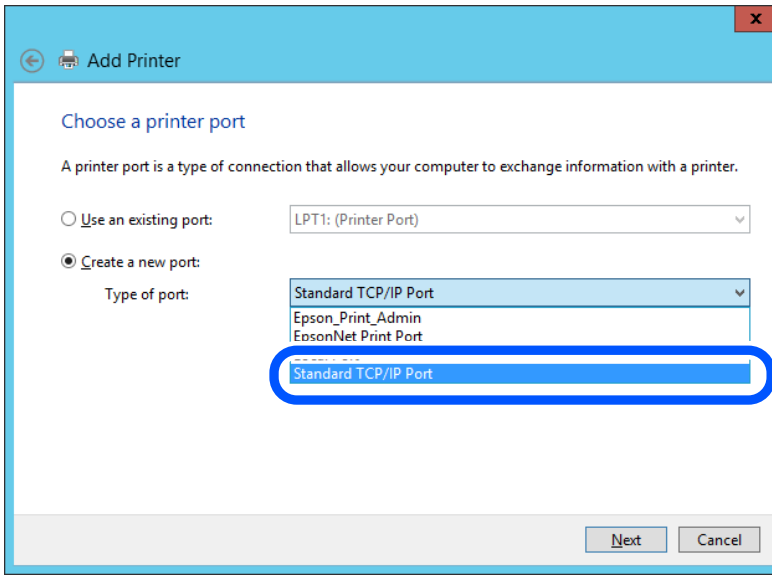 x
Add Printer
Choose a printer port
A printer port is a type of connection that allows your computer to exchange information with a printer.
Use an existing port: LPT1: (Printer Port)
Create a new port:
Type of port: Standard TCP/IP Port
Epson_Print_Admin
EpsonNet Print Port
Standard TCP/IP Port
Next Cancel